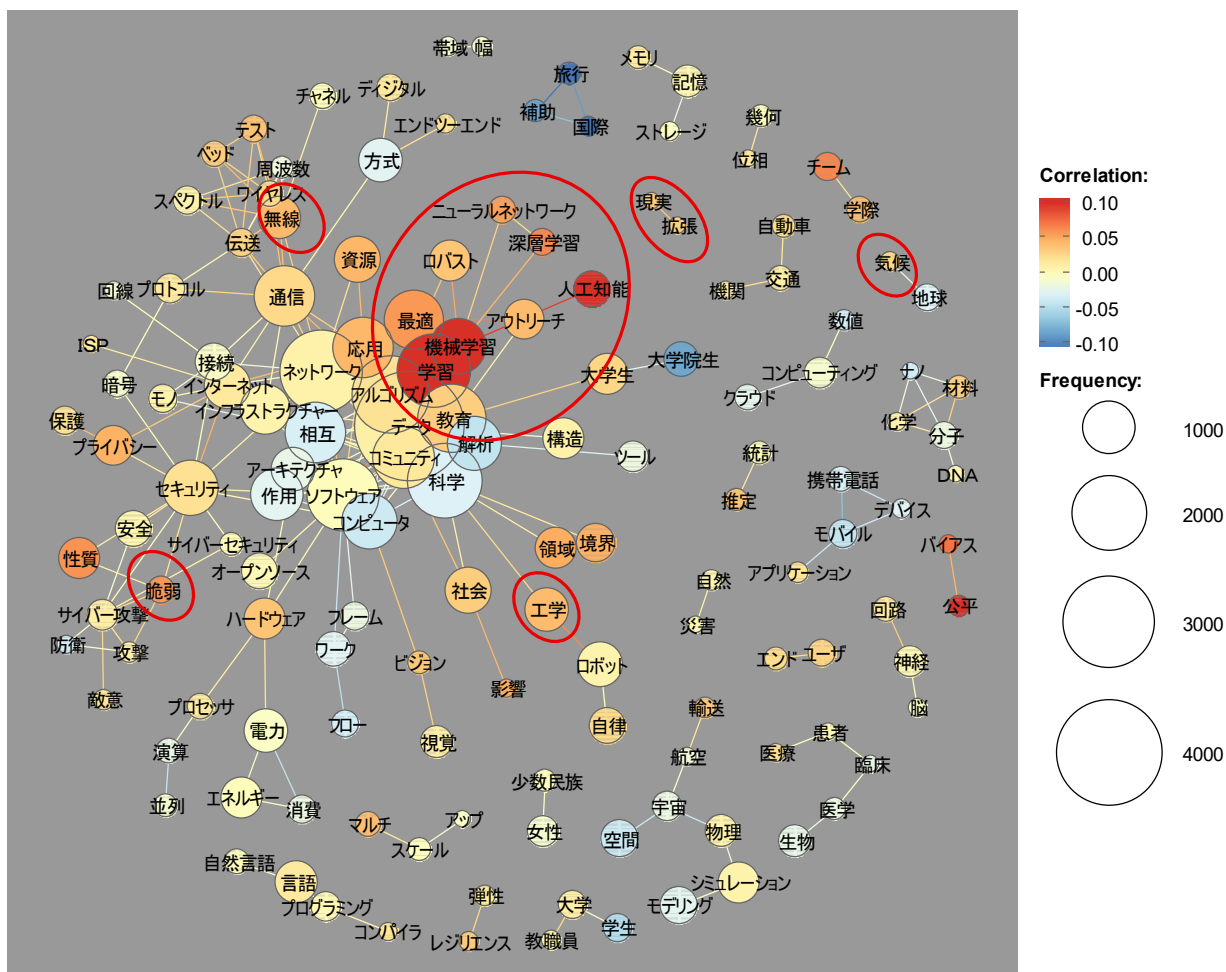 帯域 幅
旅行
補助
国際
メモリ
記憶
ストレージ
幾何
位相
チャネル
ディジタル
エンドツーエンド
方式
テスト
ベッド
周波数
スペクトル
ワイヤレス
無線
伝送
資源
ロバスト
ニューラルネットワーク
深層学習
現実
拡張
チーム
学際
自動車
交通
機関
気候
地球
回線
プロトコル
通信
人工知能
最適
アウトリーチ
機械学習
応用
学習
ISP
接続
ネットワーク
暗号
モノ
インターネット
インフラストラクチャー
アルゴリズム
大学生
大学院生
数値
コンピューティング
クラウド
ナノ
材料
化学
分子
DNA
保護
プライバシー
相互
データ
教育
解析
構造
ツール
統計
推定
コミュニティ
アーキテクチャ
科学
セキュリティ
作用
ソフトウェア
コンピュータ
携帯電話
デバイス
モバイル
アプリケーション
バイアス
公平
安全
サイバーセキュリティ
オープンソース
性質
脆弱
領域
境界
社会
工学
自然
災害
回路
神経
脳
サイバー攻撃
防衛
攻撃
敵意
ハードウェア
フレーム
ワーク
フロー
ビジョン
視覚
影響
ロボット
自律
エンド
ユーザ
プロセッサ
演算
並列
電力
エネルギー
消費
輸送
航空
宇宙
空間
物理
シミュレーション
モデリング
医療
患者
臨床
医学
生物
少数民族
女性
マルチ
アップ
スケール
自然言語
言語
プログラミング
コンパイラ
弾性
レジリエンス
大学
教職員
学生
Correlation:
0.10
0.05
0.00
-0.05
-0.10
Frequency:
1000
2000
3000
4000